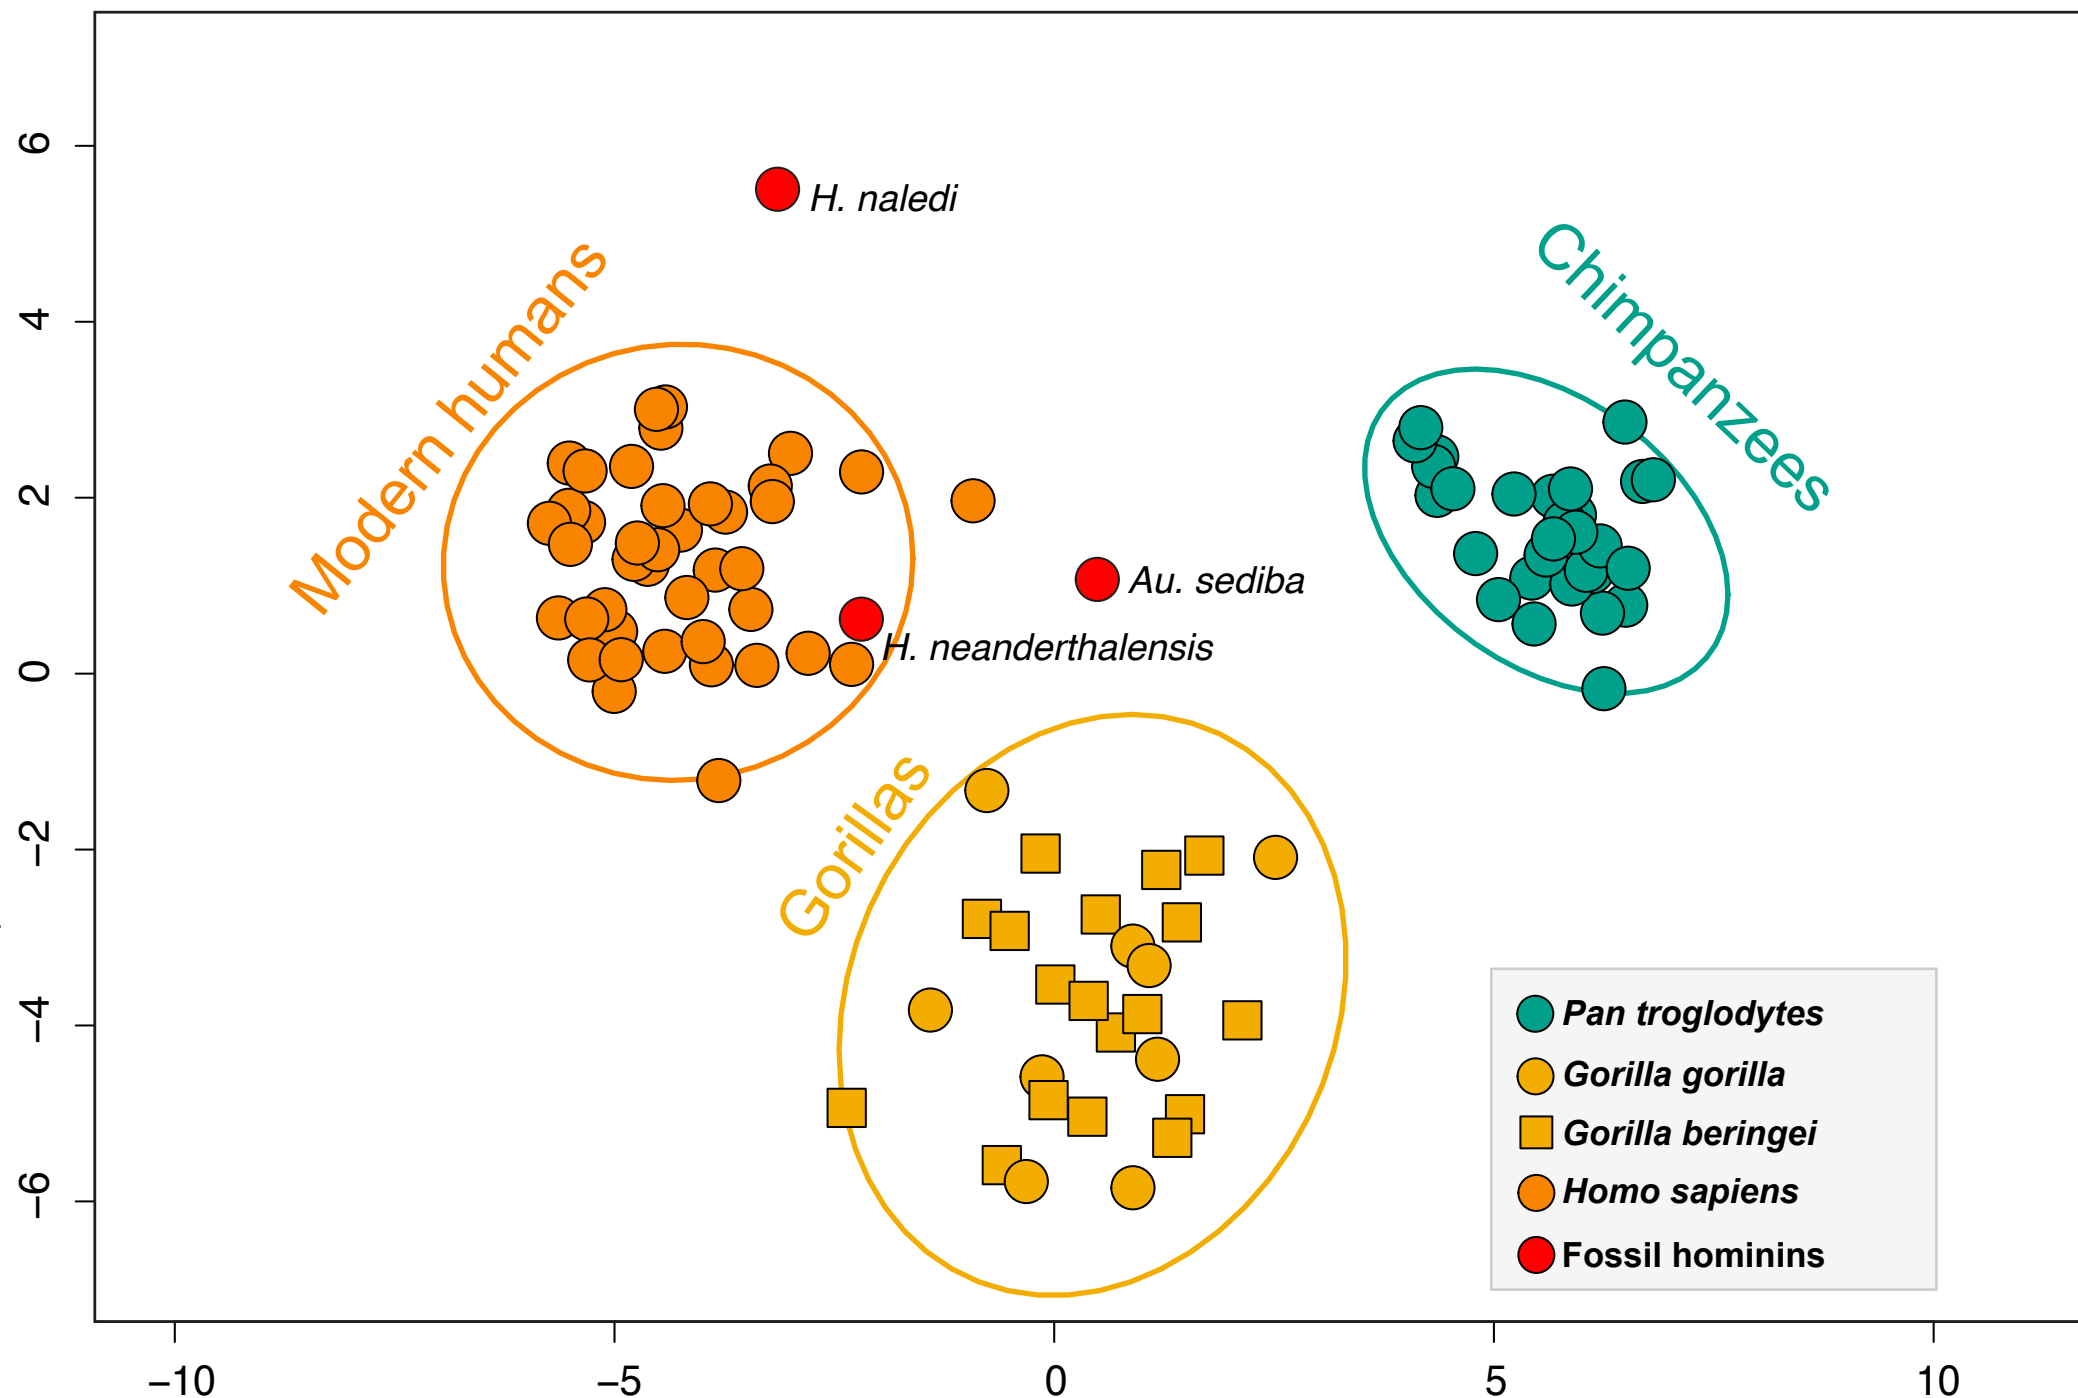 6
4
2
0
−2
−4
−6
−10
−5
0
5
10
H. naledi
Modern humans
Chimpanzees
Au. sediba
H. neanderthalensis
Gorillas
Pan troglodytes
Gorilla gorilla
Gorilla beringei
Homo sapiens
Fossil hominins